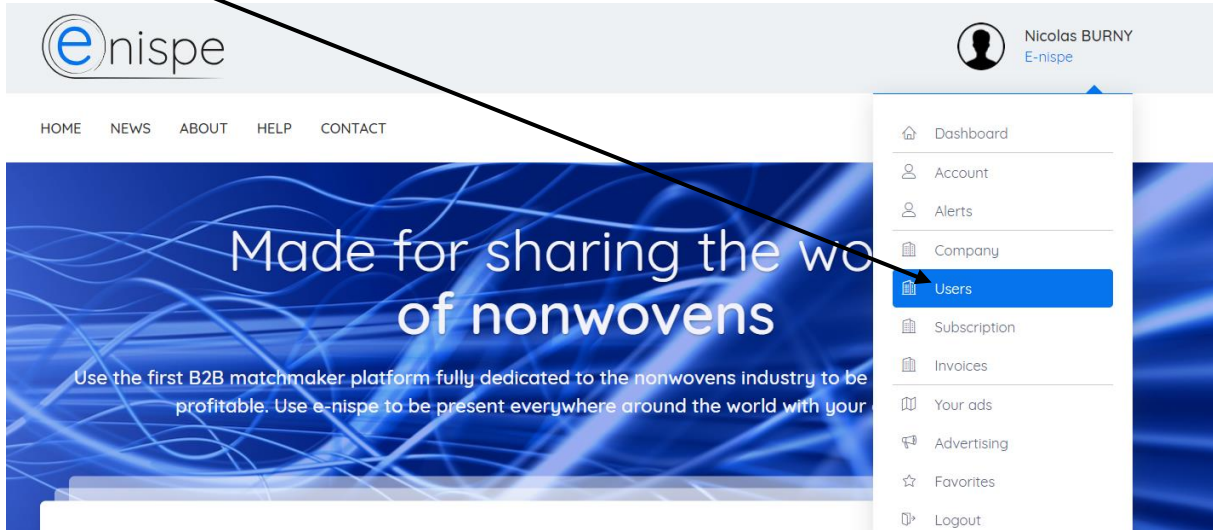 enispe
Nicolas BURNY
E-nispe
HOME NEWS ABOUT HELP CONTACT
Dashboard
Account
Alerts
Company
Users
Subscription
Invoices
Your ads
Advertising
Favorites
Logout
Made for sharing the wo
of nonwovens
Use the first B2B matchmaker platform fully dedicated to the nonwovens industry to be
profitable. Use e-nispe to be present everywhere around the world with your